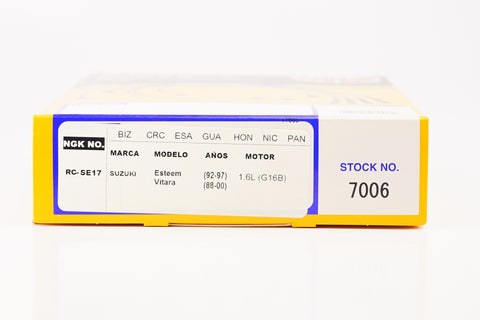 BIZ CRC ESA GUA HON NIC PAN
NGK NO.
MARCA MODELO AÑOS MOTOR
RC-SE17 SUZUKI Esteem (92-97) 1.6L (G16B)
Vitara (88-00)
STOCK NO.
7006